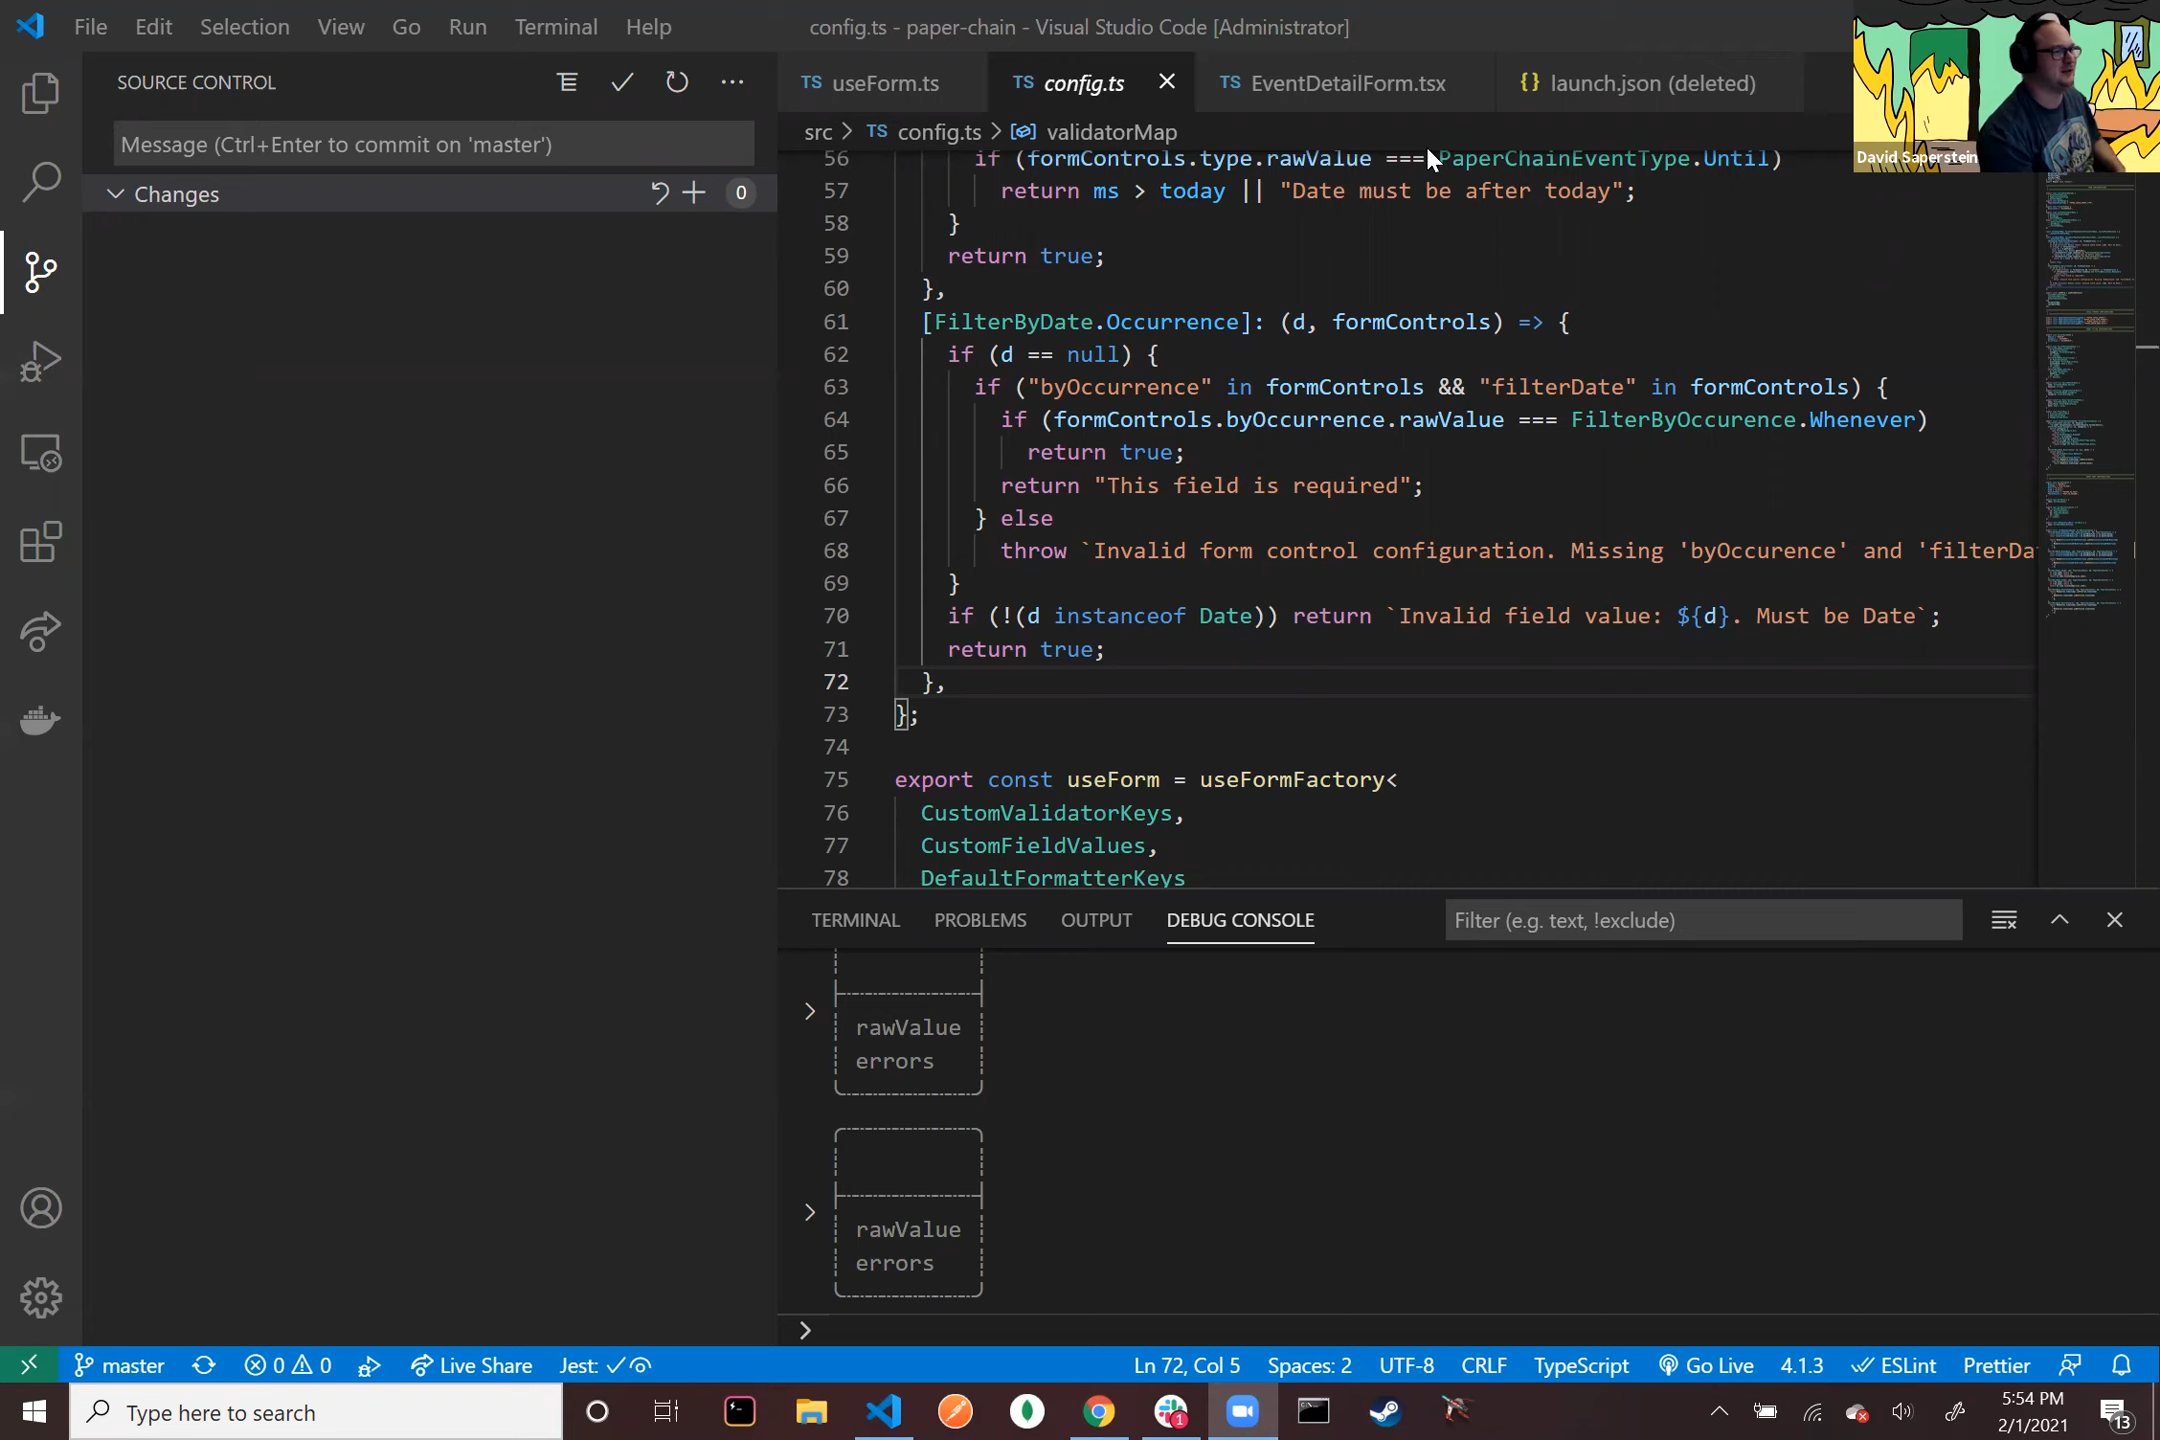 File Edit Selection View Go Run Terminal Help
config.ts - paper-chain - Visual Studio Code [Administrator]
SOURCE CONTROL
Message (Ctrl+Enter to commit on 'master')
Changes
0
TS useForm.ts
TS config.ts
TS EventDetailForm.tsx
{} launch.json (deleted)
David Saperstein
src > TS config.ts > validatorMap
56 if (formControls.type.rawValue === PaperChainEventType.Until)
57 return ms > today || "Date must be after today";
58 }
59 return true;
60 },
61 [FilterByDate.Occurrence]: (d, formControls) => {
62 if (d == null) {
63 if ("byOccurrence" in formControls && "filterDate" in formControls) {
64 if (formControls.byOccurrence.rawValue === FilterByOccurence.Whenever)
65 return true;
66 return "This field is required";
67 } else
68 throw `Invalid form control configuration. Missing 'byOccurence' and 'filterDa
69 }
70 if (!(d instanceof Date)) return `Invalid field value: ${d}. Must be Date`;
71 return true;
72 },
73 };
74
75 export const useForm = useFormFactory<
76 CustomValidatorKeys,
77 CustomFieldValues,
78 DefaultFormatterKeys
TERMINAL PROBLEMS OUTPUT DEBUG CONSOLE
Filter (e.g. text, !exclude)
rawValue
errors
rawValue
errors
master 0 0 Live Share Jest: Ln 72, Col 5 Spaces: 2 UTF-8 CRLF TypeScript Go Live 4.1.3 ESLint Prettier
Type here to search
1
5:54 PM
2/1/2021
13